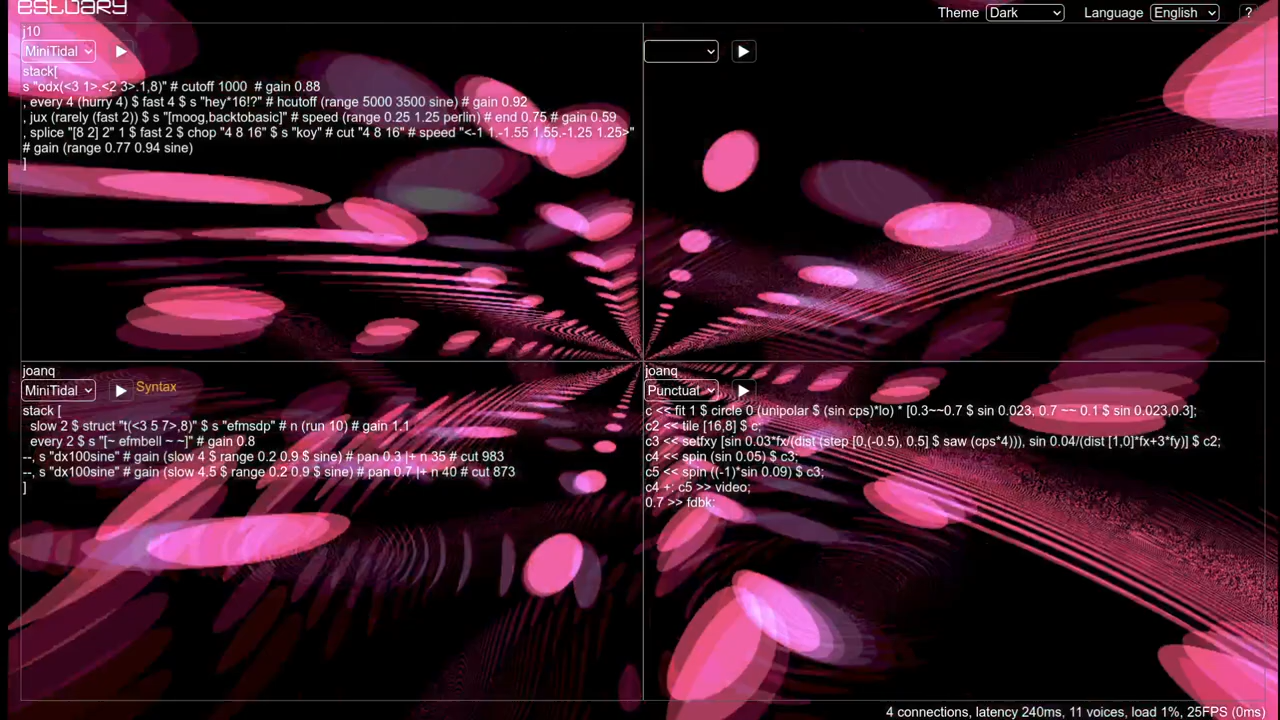 estuary
Theme Dark Language English ?
j10
MiniTidal
stack[
s "odx(<3 1>.<2 3>.1,8)" # cutoff 1000  # gain 0.88
, every 4 (hurry 4) $ fast 4 $ s "hey*16!?" # hcutoff (range 5000 3500 sine) # gain 0.92
, jux (rarely (fast 2)) $ s "[moog,backtobasic]" # speed (range 0.25 1.25 perlin) # end 0.75 # gain 0.59
, splice "[8 2] 2" 1 $ fast 2 $ chop "4 8 16" $ s "koy" # cut "4 8 16" # speed "<-1 1.-1.55 1.55.-1.25 1.25>"
# gain (range 0.77 0.94 sine)
]
joanq
MiniTidal Syntax
stack [
slow 2 $ struct "t(<3 5 7>,8)" $ s "efmsdp" # n (run 10) # gain 1.1
every 2 $ s "[~ efmbell ~ ~]" # gain 0.8
--, s "dx100sine" # gain (slow 4 $ range 0.2 0.9 $ sine) # pan 0.3 |+ n 35 # cut 983
--, s "dx100sine" # gain (slow 4.5 $ range 0.2 0.9 $ sine) # pan 0.7 |+ n 40 # cut 873
]
joanq
Punctual
c << fit 1 $ circle 0 (unipolar $ (sin cps)*lo) * [0.3~~0.7 $ sin 0.023, 0.7 ~~ 0.1 $ sin 0.023,0.3];
c2 << tile [16,8] $ c;
c3 << setfxy [sin 0.03*fx/(dist (step [0,(-0.5), 0.5] $ saw (cps*4))), sin 0.04/(dist [1,0]*fx+3*fy)] $ c2;
c4 << spin (sin 0.05) $ c3;
c5 << spin ((-1)*sin 0.09) $ c3;
c4 +: c5 >> video;
0.7 >> fdbk;
4 connections, latency 240ms, 11 voices, load 1%, 25FPS (0ms)